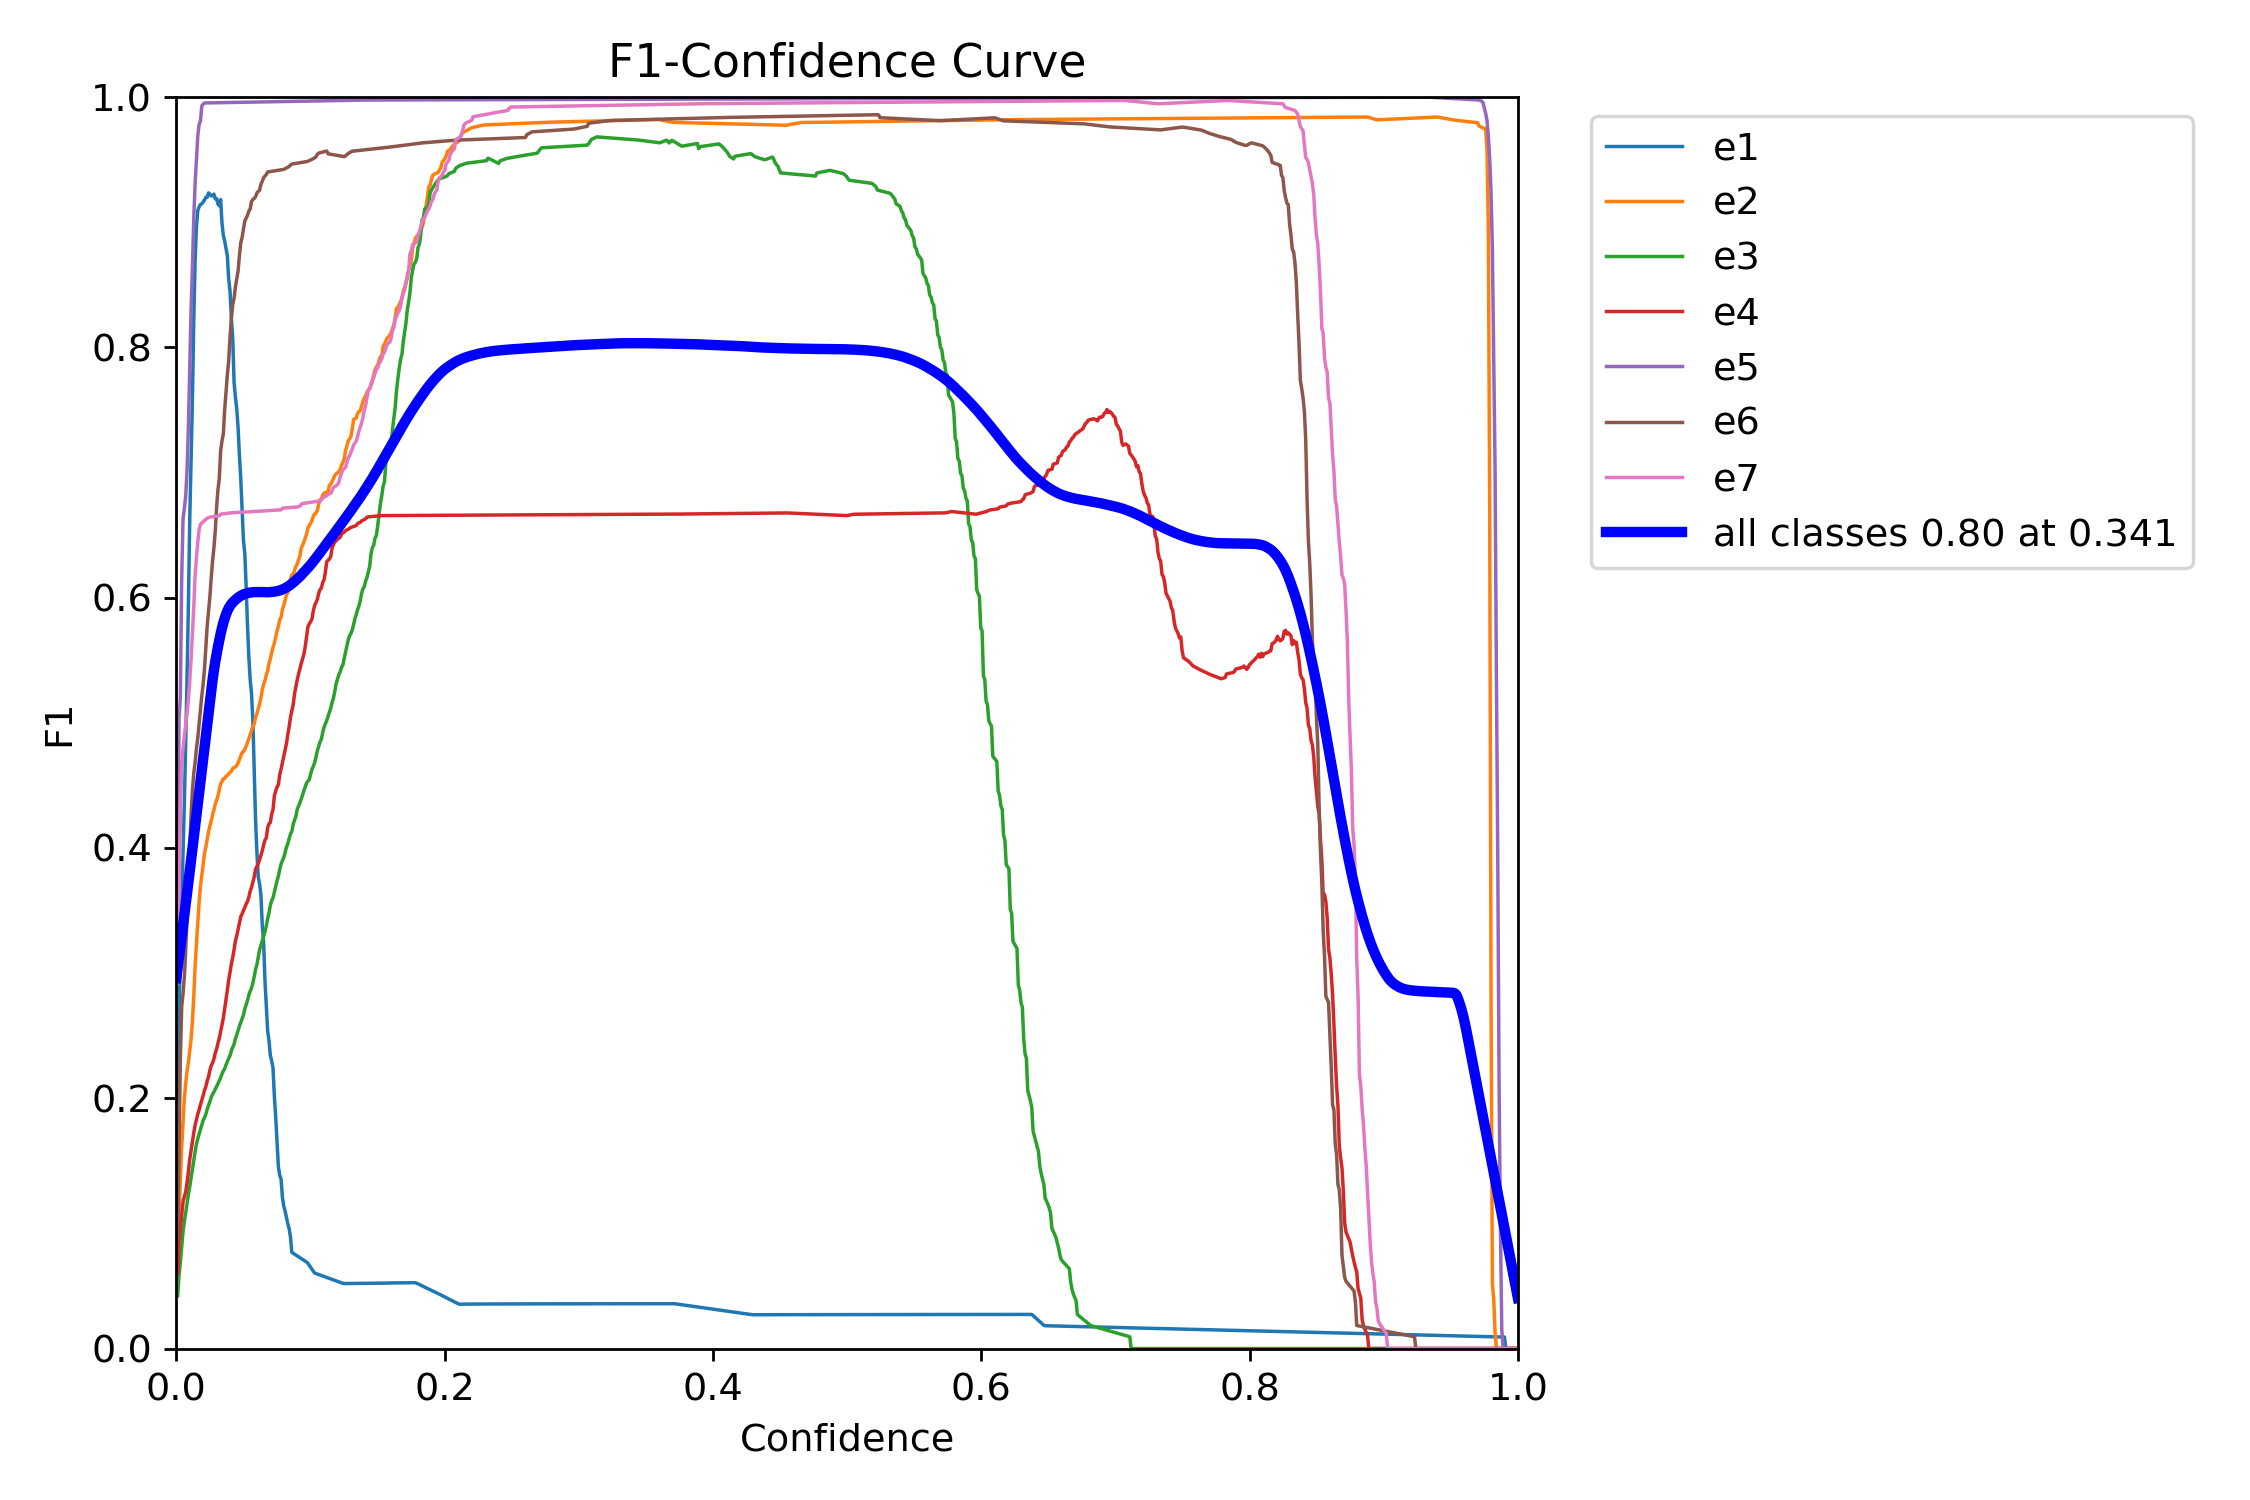 F1-Confidence Curve
1.0
0.8
0.6
0.4
0.2
0.0
F1
0.0 0.2 0.4 0.6 0.8 1.0
Confidence
e1
e2
e3
e4
e5
e6
e7
all classes 0.80 at 0.341